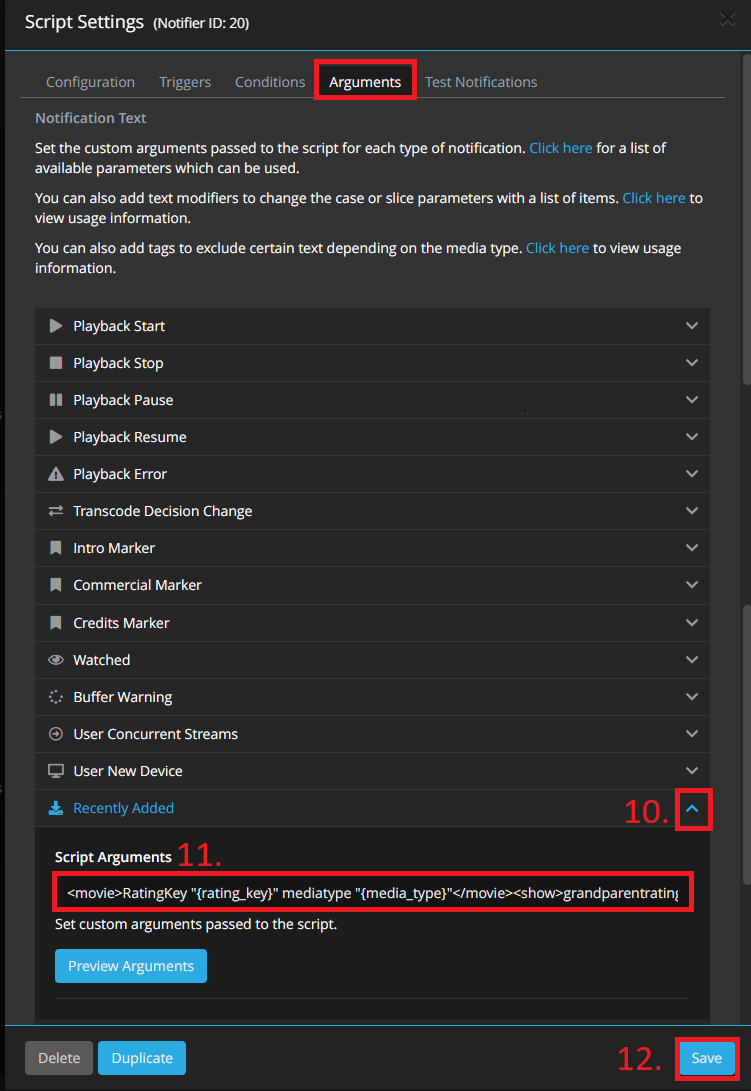 Script Settings (Notifier ID: 20)
Configuration Triggers Conditions Arguments Test Notifications
Notification Text
Set the custom arguments passed to the script for each type of notification. Click here for a list of
available parameters which can be used.
You can also add text modifiers to change the case or slice parameters with a list of items. Click here to
view usage information.
You can also add tags to exclude certain text depending on the media type. Click here to view usage
information.
Playback Start
Playback Stop
Playback Pause
Playback Resume
Playback Error
Transcode Decision Change
Intro Marker
Commercial Marker
Credits Marker
Watched
Buffer Warning
User Concurrent Streams
User New Device
Recently Added 10.
Script Arguments 11.
<movie>RatingKey "{rating_key}" mediatype "{media_type}"</movie><show>grandparentrating
Set custom arguments passed to the script.
Preview Arguments
Delete Duplicate 12. Save